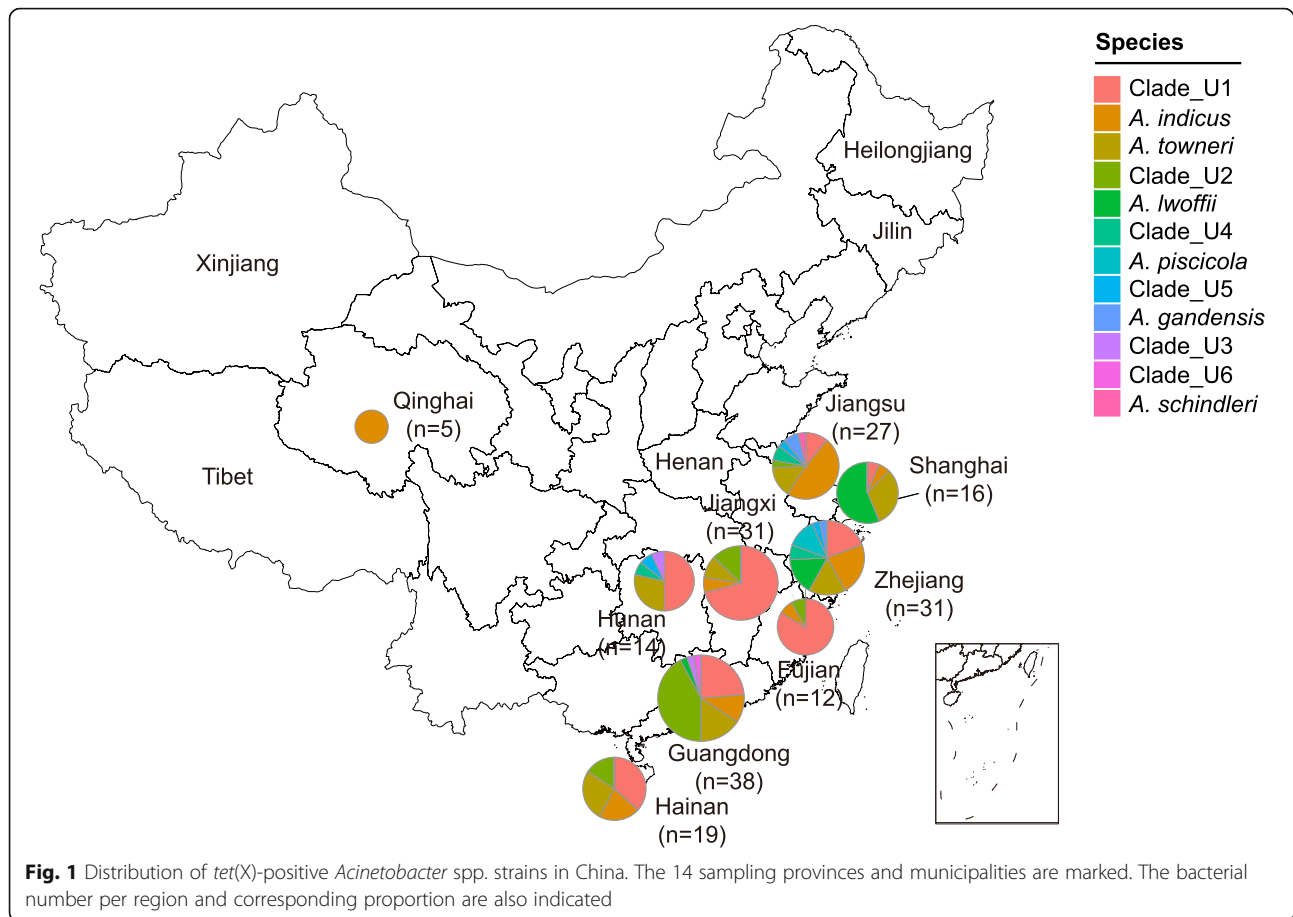 Species
Clade_U1
A. indicus
A. towneri
Clade_U2
A. lwoffii
Clade_U4
A. piscicola
Clade_U5
A. gandensis
Clade_U3
Clade_U6
A. schindleri
Heilongjiang
Jilin
Xinjiang
Qinghai
(n=5)
Tibet
Henan
Jiangsu
(n=27)
Shanghai
(n=16)
Jiangxi
(n=31)
Zhejiang
(n=31)
Hunan
(n=14)
Fujian
(n=12)
Guangdong
(n=38)
Hainan
(n=19)
Fig. 1 Distribution of tet(X)-positive Acinetobacter spp. strains in China. The 14 sampling provinces and municipalities are marked. The bacterial
number per region and corresponding proportion are also indicated